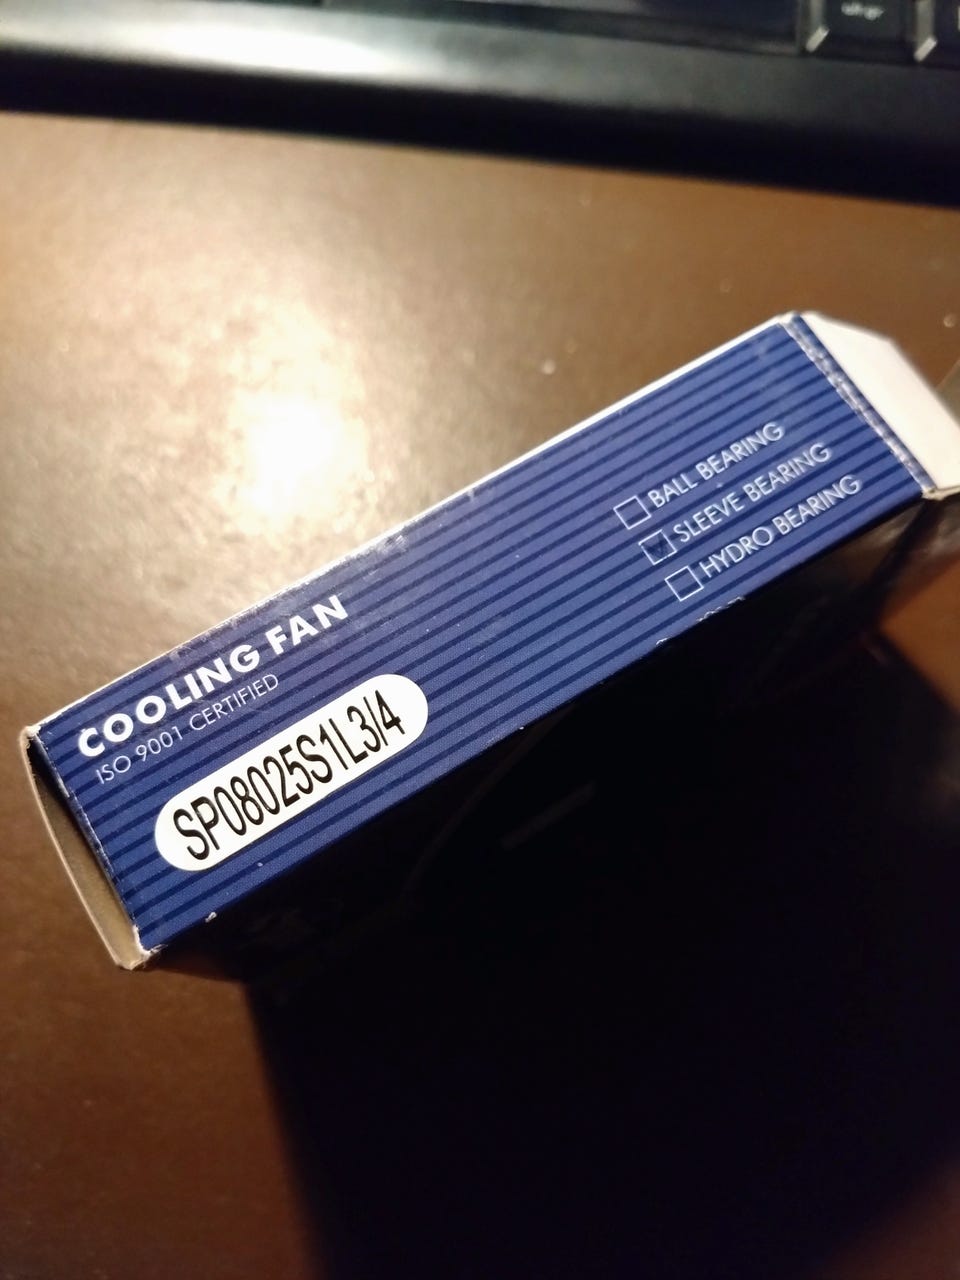 COOLING FAN
ISO 9001 CERTIFIED
SP08025S1L3/4
BALL BEARING
SLEEVE BEARING
HYDRO BEARING